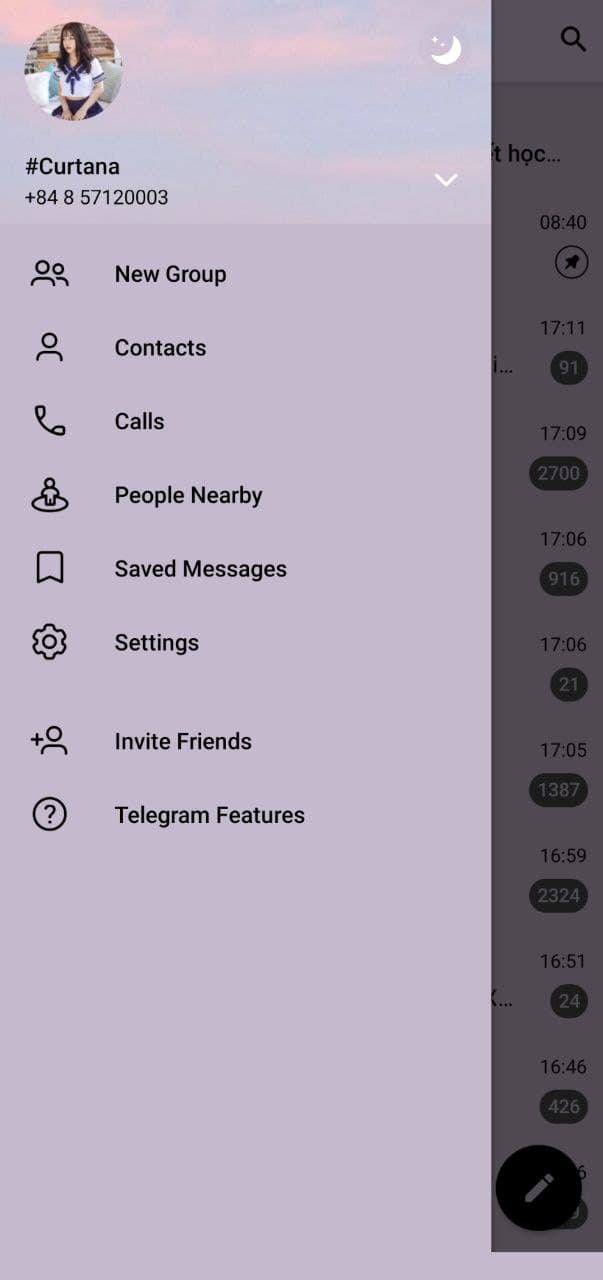 #Curtana
+84 8 57120003
New Group
Contacts
Calls
People Nearby
Saved Messages
Settings
Invite Friends
Telegram Features
học...
08:40
17:11
91
17:09
2700
17:06
916
17:06
21
17:05
1387
16:59
2324
16:51
24
16:46
426